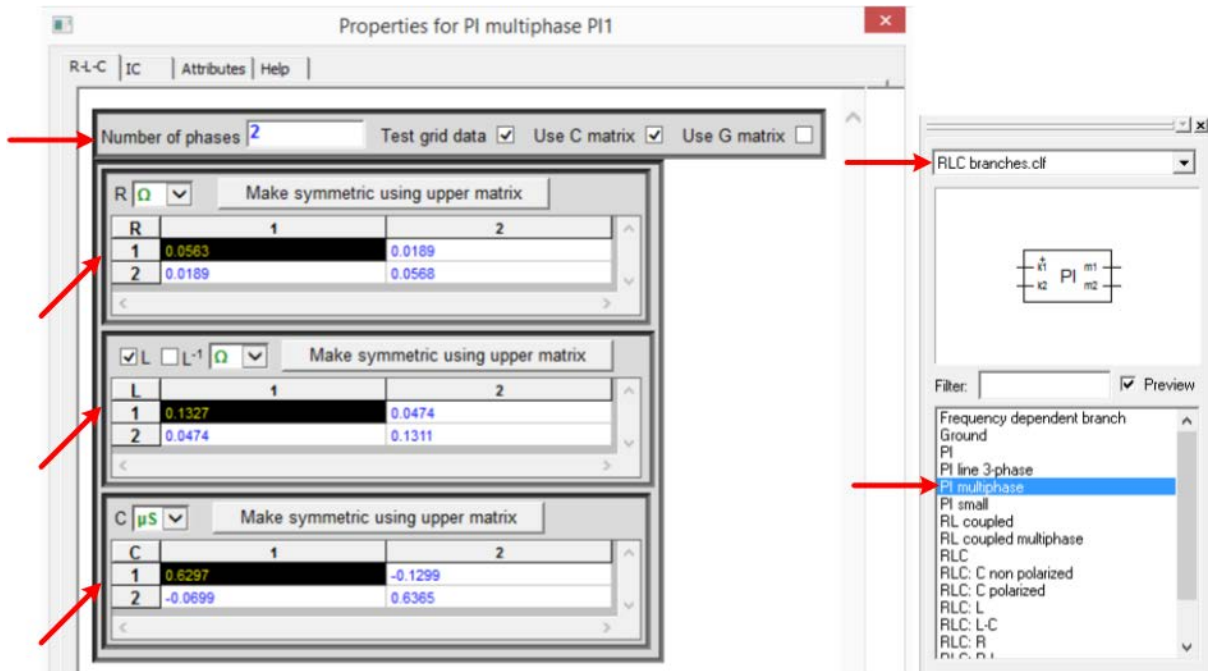 Properties for PI multiphase PI1
R-L-C IC Attributes Help
Number of phases 2 Test grid data Use C matrix Use G matrix
R Ω Make symmetric using upper matrix
R 1 2
1 0.0563 0.0189
2 0.0189 0.0568
L L-1 Ω Make symmetric using upper matrix
L 1 2
1 0.1327 0.0474
2 0.0474 0.1311
C µS Make symmetric using upper matrix
C 1 2
1 0.6297 -0.1299
2 -0.0699 0.6365
RLC branches.clf
+
k1 PI m1
k2 m2
Filter: Preview
Frequency dependent branch
Ground
PI
PI line 3-phase
PI multiphase
PI small
RL coupled
RL coupled multiphase
RLC
RLC: C non polarized
RLC: C polarized
RLC: L
RLC: L-C
RLC: R